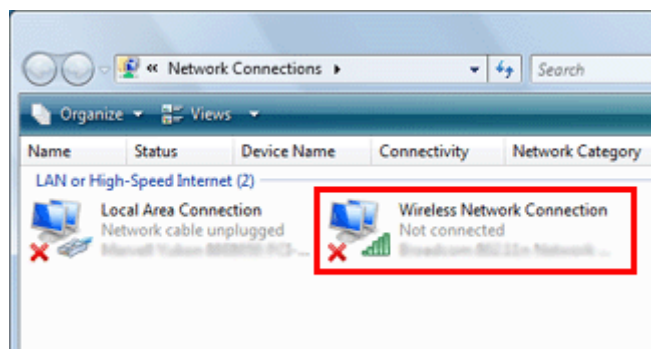 « Network Connections
Search
Organize Views
Name Status Device Name Connectivity Network Category
LAN or High-Speed Internet (2)
Local Area Connection
Network cable unplugged
Wireless Network Connection
Not connected